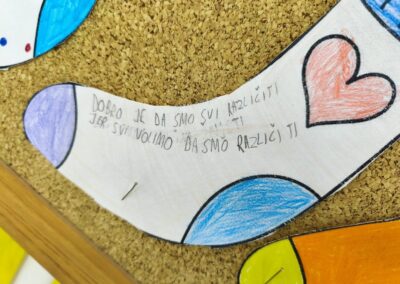 DOBRO JE DA SMO SVI RAZLIČITI
JER SVI VOLIMO DA SMO RAZLIČITI